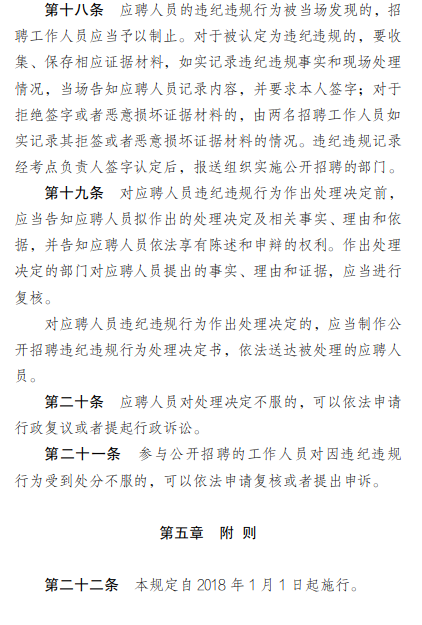 第十八条　应聘人员的违纪违规行为被当场发现的，招
聘工作人员应当予以制止。对于被认定为违纪违规的，要收
集、保存相应证据材料，如实记录违纪违规事实和现场处理
情况，当场告知应聘人员记录内容，并要求本人签字；对于
拒绝签字或者恶意损坏证据材料的，由两名招聘工作人员如
实记录其拒签或者恶意损坏证据材料的情况。违纪违规记录
经考点负责人签字认定后，报送组织实施公开招聘的部门。
第十九条　对应聘人员违纪违规行为作出处理决定前，
应当告知应聘人员拟作出的处理决定及相关事实、理由和依
据，并告知应聘人员依法享有陈述和申辩的权利。作出处理
决定的部门对应聘人员提出的事实、理由和证据，应当进行
复核。
对应聘人员违纪违规行为作出处理决定的，应当制作公
开招聘违纪违规行为处理决定书，依法送达被处理的应聘人
员。
第二十条　应聘人员对处理决定不服的，可以依法申请
行政复议或者提起行政诉讼。
第二十一条　参与公开招聘的工作人员对因违纪违规
行为受到处分不服的，可以依法申请复核或者提出申诉。
第五章　附 则
第二十二条　本规定自 2018 年 1 月 1 日起施行。